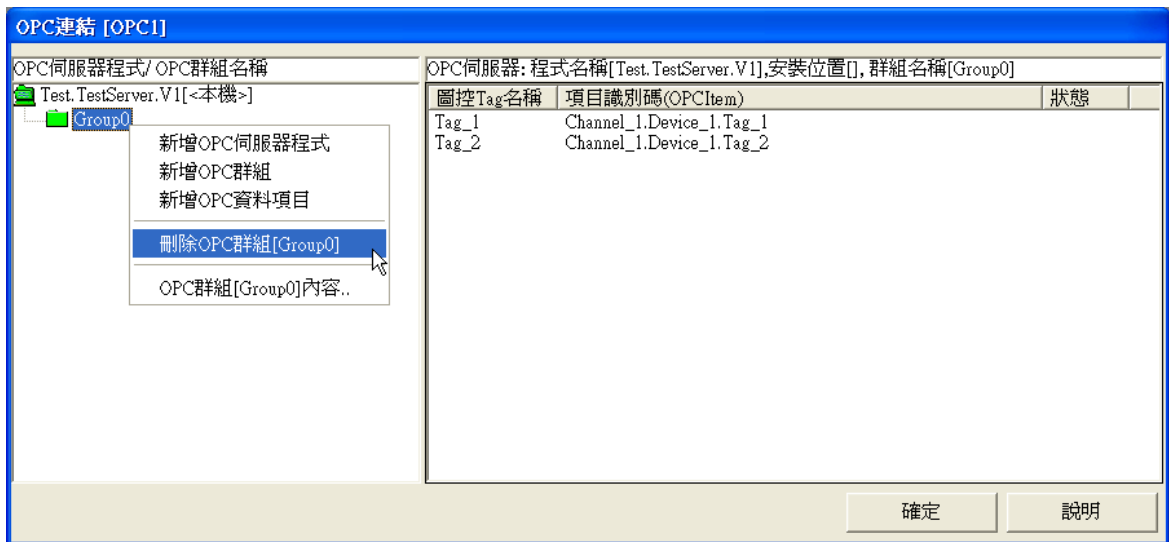 OPC連結 [OPC1]
OPC伺服器程式/ OPC群組名稱
OPC伺服器: 程式名稱[Test.TestServer.V1],安裝位置[], 群組名稱[Group0]
Test.TestServer.V1[<本機>]
Group0
新增OPC伺服器程式
新增OPC群組
新增OPC資料項目
刪除OPC群組[Group0]
OPC群組[Group0]內容..
圖控Tag名稱 項目識別碼(OPCItem) 狀態
Tag_1 Channel_1.Device_1.Tag_1
Tag_2 Channel_1.Device_1.Tag_2
確定 說明